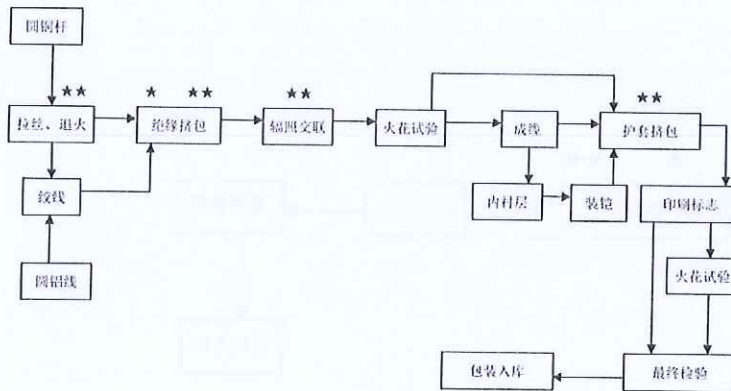 圆铜杆
★★
★
★★
★★
★★
拉丝、退火
绝缘挤包
辐照交联
火花试验
成缆
护套挤包
绞线
内衬层
装铠
印刷标志
圆铝线
火花试验
包装入库
最终检验